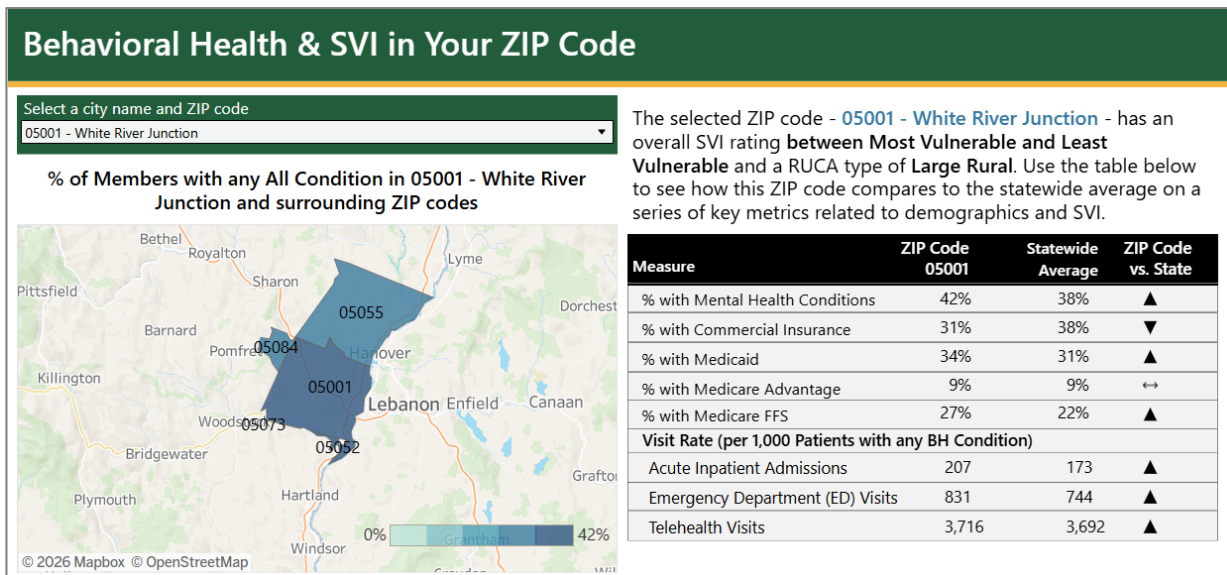 Behavioral Health & SVI in Your ZIP Code
Select a city name and ZIP code
05001 - White River Junction
% of Members with any All Condition in 05001 - White River
Junction and surrounding ZIP codes
Bethel
Royalton
Lyme
Sharon
Pittsfield
05055
Dorchest
Barnard
Pomfret
05084
Hanover
Killington
05001
Lebanon
Enfield
Canaan
Woodstock
05073
05052
Bridgewater
Grafto
Hartland
Plymouth
0%
42%
Grantham
Windsor
© 2026 Mapbox © OpenStreetMap
Croydon
Wil
The selected ZIP code - 05001 - White River Junction - has an
overall SVI rating between Most Vulnerable and Least
Vulnerable and a RUCA type of Large Rural. Use the table below
to see how this ZIP code compares to the statewide average on a
series of key metrics related to demographics and SVI.
Measure ZIP Code 05001 Statewide Average ZIP Code vs. State
% with Mental Health Conditions 42% 38% ▲
% with Commercial Insurance 31% 38% ▼
% with Medicaid 34% 31% ▲
% with Medicare Advantage 9% 9% ↔
% with Medicare FFS 27% 22% ▲
Visit Rate (per 1,000 Patients with any BH Condition)
Acute Inpatient Admissions 207 173 ▲
Emergency Department (ED) Visits 831 744 ▲
Telehealth Visits 3,716 3,692 ▲